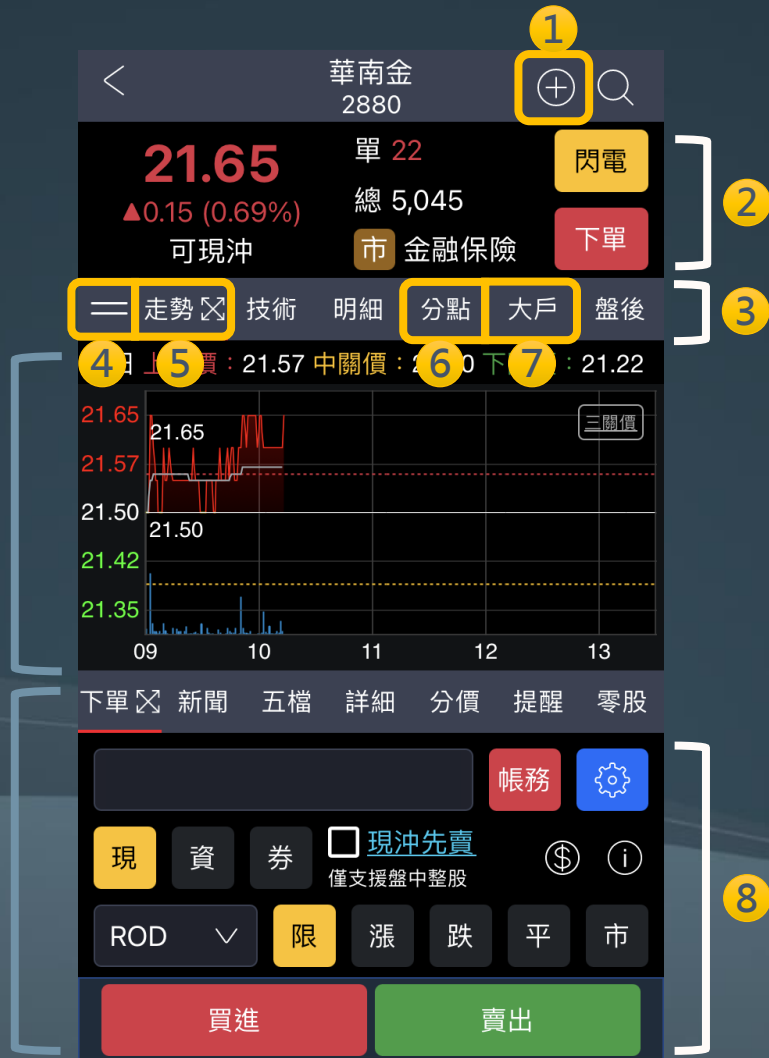 1
華南金
2880
21.65
▲0.15 (0.69%)
可現沖
單 22
總 5,045
市 金融保險
閃電
下單
2
走勢 技術 明細 分點 大戶 盤後
3
4 5 6 7
日 上 價：21.57 中關價：2 0 下 ：21.22
21.65
21.57
21.50
21.42
21.35
21.65
21.50
三關價
09 10 11 12 13
下單 新聞 五檔 詳細 分價 提醒 零股
帳務
現 資 券 現沖先賣
僅支援盤中整股
ROD 限 漲 跌 平 市
8
買進 賣出